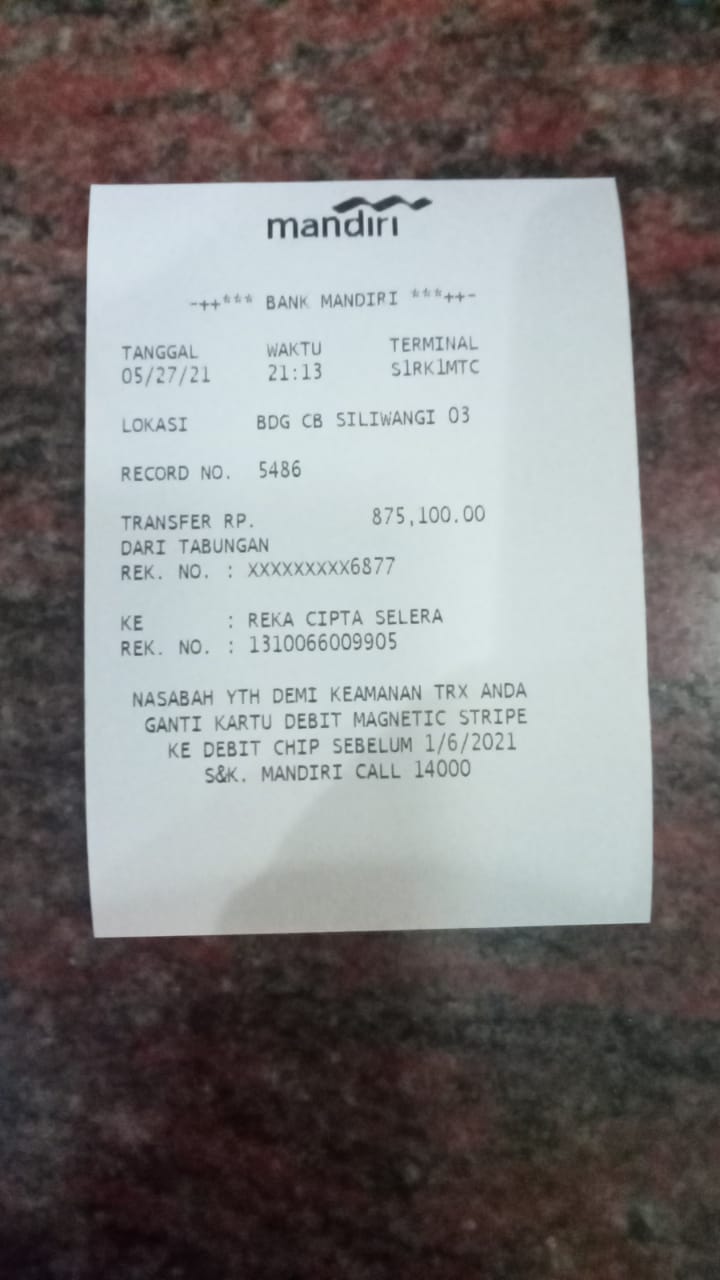 mandiri
-++*** BANK MANDIRI ***++-
TANGGAL WAKTU TERMINAL
05/27/21 21:13 S1RK1MTC
LOKASI BDG CB SILIWANGI 03
RECORD NO. 5486
TRANSFER RP. 875,100.00
DARI TABUNGAN
REK. NO. : XXXXXXXXX6877
KE : REKA CIPTA SELERA
REK. NO. : 1310066009905
NASABAH YTH DEMI KEAMANAN TRX ANDA
GANTI KARTU DEBIT MAGNETIC STRIPE
KE DEBIT CHIP SEBELUM 1/6/2021
S&K. MANDIRI CALL 14000